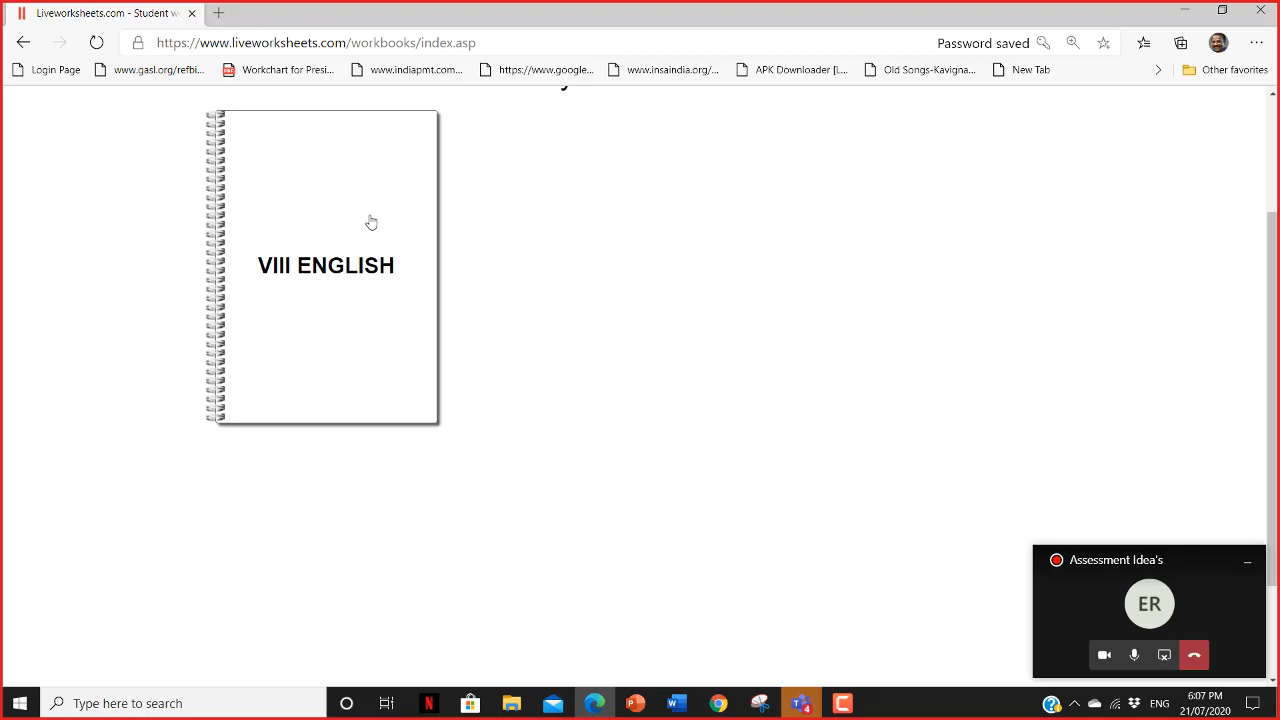 Liveworksheets.com - Student w
https://www.liveworksheets.com/workbooks/index.asp
Password saved
Login Page
www.gasl.org/refbi...
Workchart for Presi...
www.indiapmt.com...
https://www.google...
www.insaindia.org/...
APK Downloader [L...
Old Songs-Kavigna...
New Tab
Other favorites
VIII ENGLISH
Assessment Idea's
ER
Type here to search
4
ENG
6:07 PM
21/07/2020